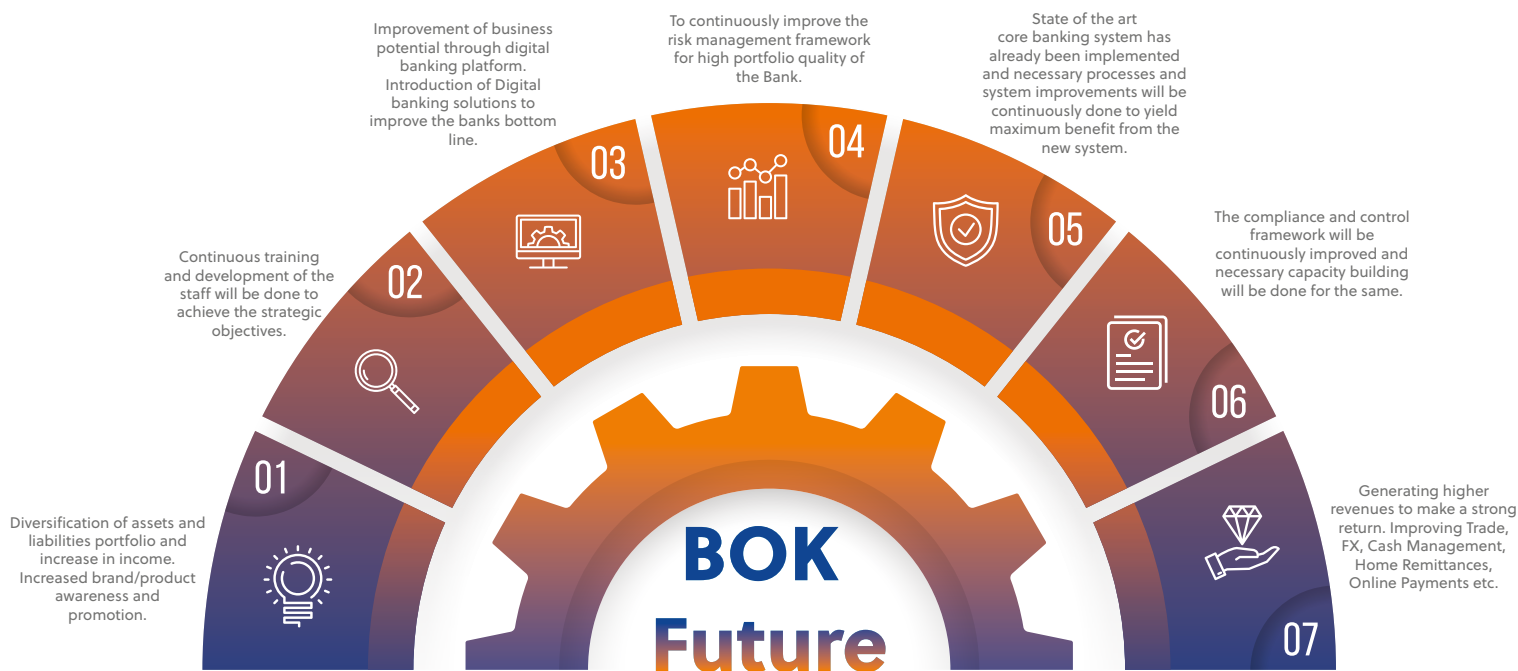 01
Diversification of assets and
liabilities portfolio and
increase in income.
Increased brand/product
awareness and
promotion.
02
Continuous training
and development of the
staff will be done to
achieve the strategic
objectives.
03
Improvement of business
potential through digital
banking platform.
Introduction of Digital
banking solutions to
improve the banks bottom
line.
04
To continuously improve the
risk management framework
for high portfolio quality of
the Bank.
05
State of the art
core banking system has
already been implemented
and necessary processes and
system improvements will be
continuously done to yield
maximum benefit from the
new system.
06
The compliance and control
framework will be
continuously improved and
necessary capacity building
will be done for the same.
07
Generating higher
revenues to make a strong
return. Improving Trade,
FX, Cash Management,
Home Remittances,
Online Payments etc.
BOK
Future